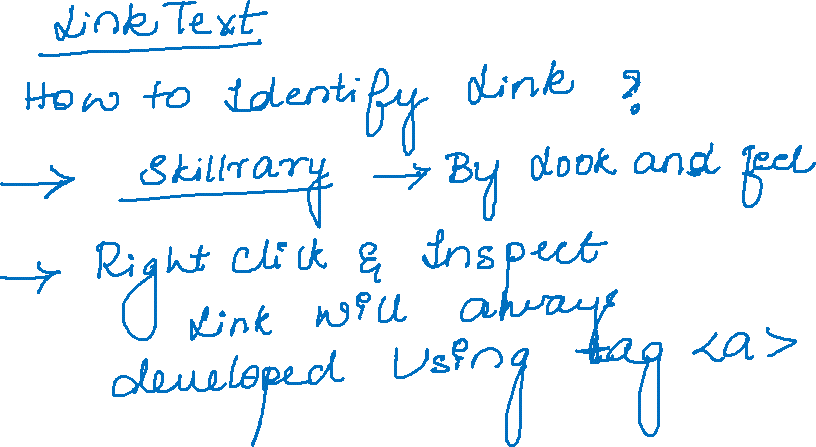 Link Text
How to Identify Link ?
→ Skillrary → By Look and feel
→ Right Click & Inspect
Link will always
developed Using tag <a>